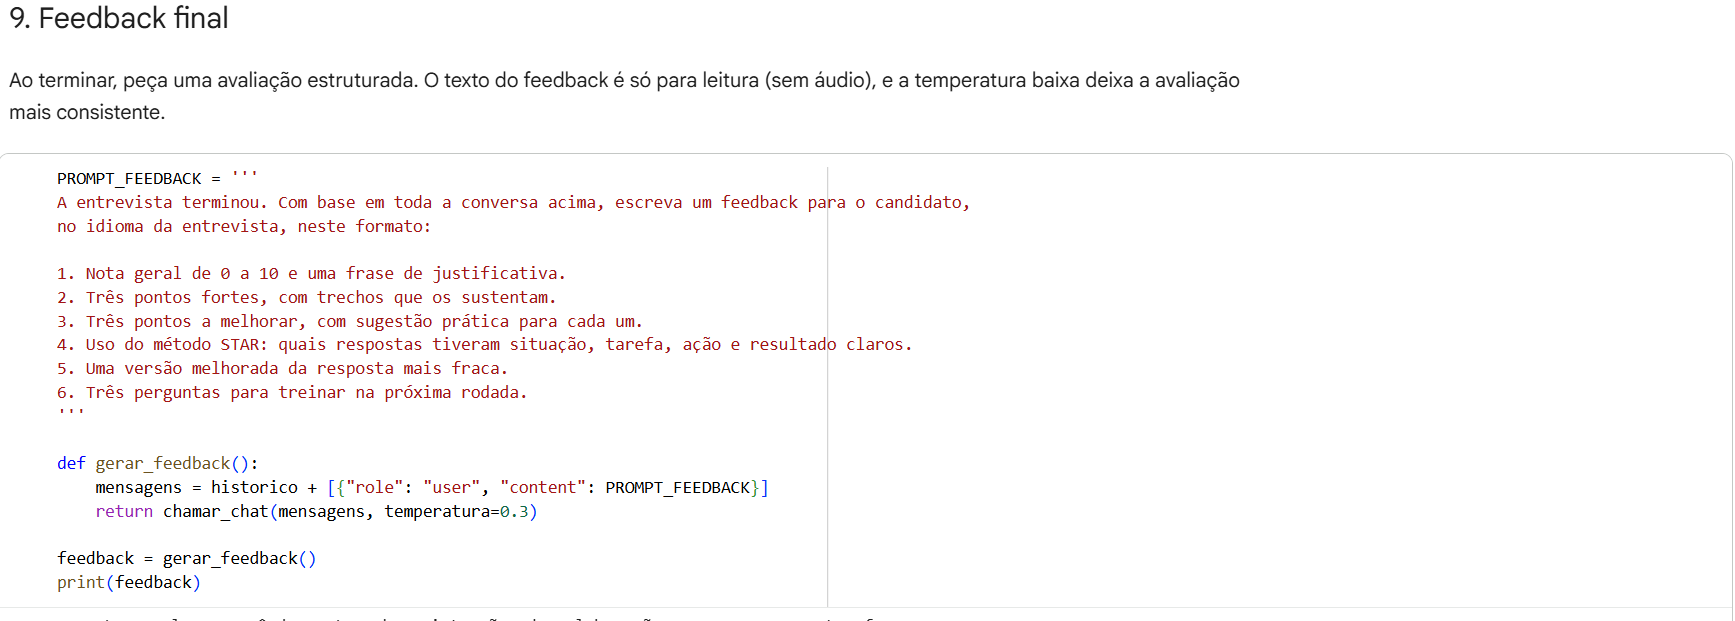 9. Feedback final
Ao terminar, peça uma avaliação estruturada. O texto do feedback é só para leitura (sem áudio), e a temperatura baixa deixa a avaliação
mais consistente.
PROMPT_FEEDBACK = '''
A entrevista terminou. Com base em toda a conversa acima, escreva um feedback para o candidato,
no idioma da entrevista, neste formato:
1. Nota geral de 0 a 10 e uma frase de justificativa.
2. Três pontos fortes, com trechos que os sustentam.
3. Três pontos a melhorar, com sugestão prática para cada um.
4. Uso do método STAR: quais respostas tiveram situação, tarefa, ação e resultado claros.
5. Uma versão melhorada da resposta mais fraca.
6. Três perguntas para treinar na próxima rodada.
'''
def gerar_feedback():
    mensagens = historico + [{"role": "user", "content": PROMPT_FEEDBACK}]
    return chamar_chat(mensagens, temperatura=0.3)
feedback = gerar_feedback()
print(feedback)